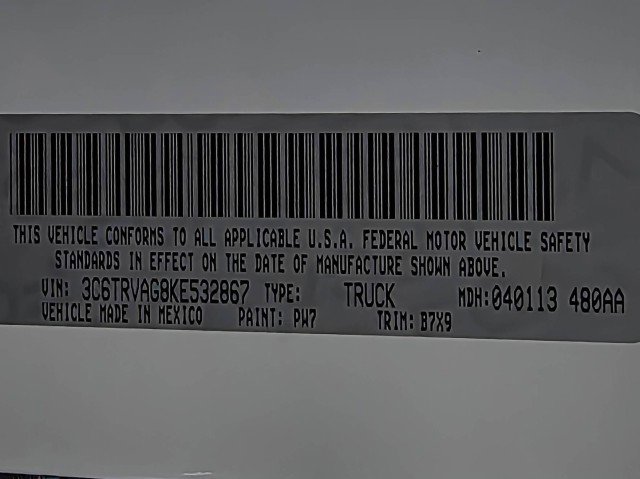 THIS VEHICLE CONFORMS TO ALL APPLICABLE U.S.A. FEDERAL MOTOR VEHICLE SAFETY
STANDARDS IN EFFECT ON THE DATE OF MANUFACTURE SHOWN ABOVE.
VIN: 3C6TRVAG8KE532867 TYPE: TRUCK MDH:040113 480AA
VEHICLE MADE IN MEXICO PAINT: PW7 TRIM: B7X9